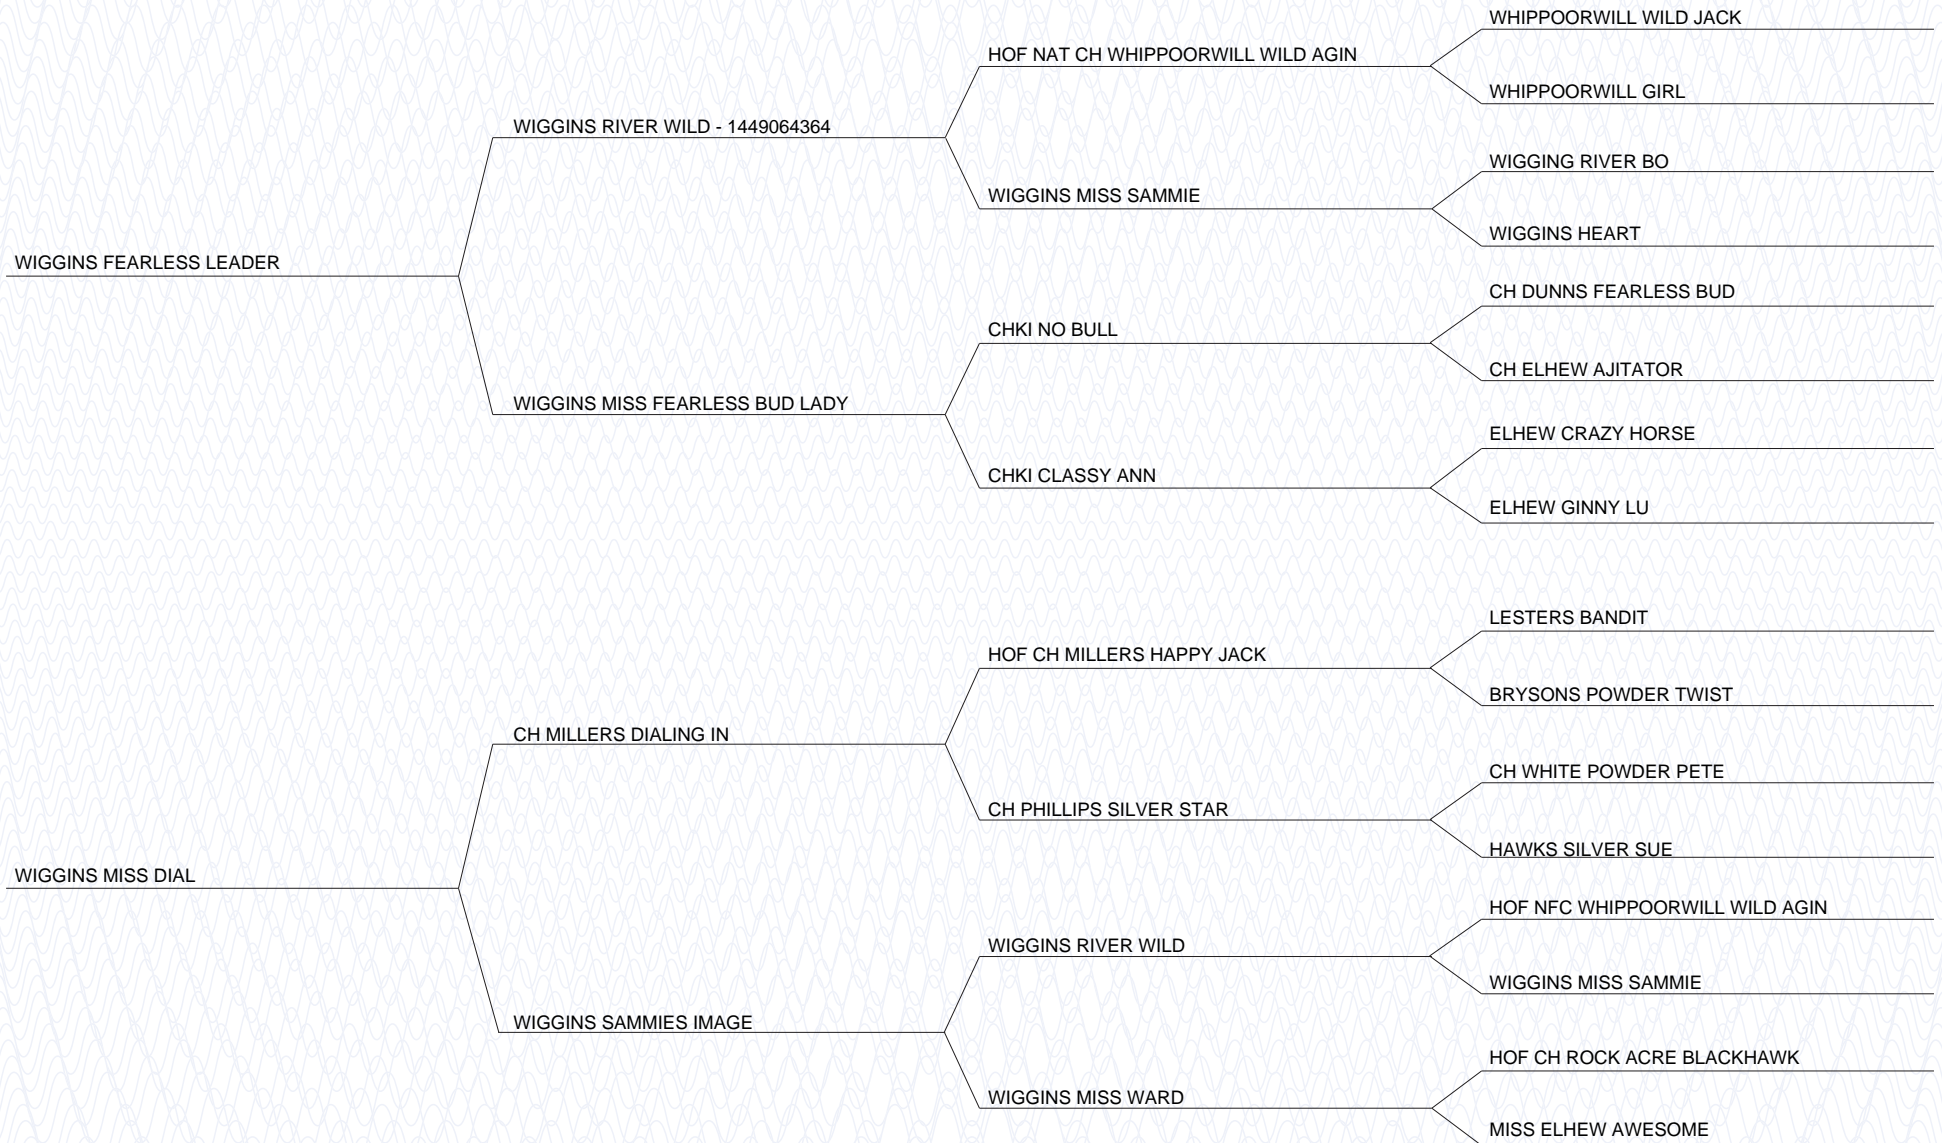 WHIPPOORWILL WILD JACK
HOF NAT CH WHIPPOORWILL WILD AGIN
WHIPPOORWILL GIRL
WIGGINS RIVER WILD - 1449064364
WIGGING RIVER BO
WIGGINS MISS SAMMIE
WIGGINS HEART
WIGGINS FEARLESS LEADER
CH DUNNS FEARLESS BUD
CHKI NO BULL
CH ELHEW AJITATOR
WIGGINS MISS FEARLESS BUD LADY
ELHEW CRAZY HORSE
CHKI CLASSY ANN
ELHEW GINNY LU
LESTERS BANDIT
HOF CH MILLERS HAPPY JACK
BRYSONS POWDER TWIST
CH MILLERS DIALING IN
CH WHITE POWDER PETE
CH PHILLIPS SILVER STAR
HAWKS SILVER SUE
WIGGINS MISS DIAL
HOF NFC WHIPPOORWILL WILD AGIN
WIGGINS RIVER WILD
WIGGINS MISS SAMMIE
WIGGINS SAMMIES IMAGE
HOF CH ROCK ACRE BLACKHAWK
WIGGINS MISS WARD
MISS ELHEW AWESOME